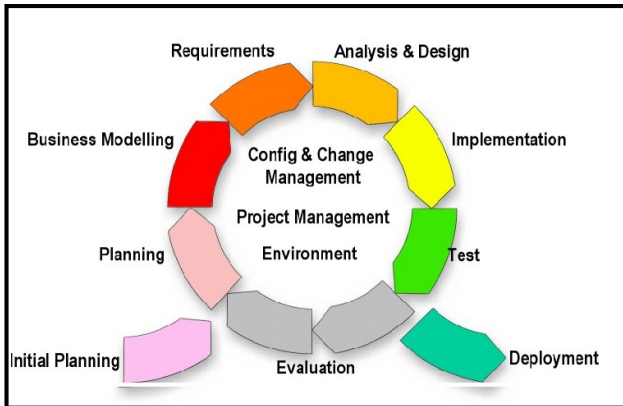 Requirements
Analysis & Design
Business Modelling
Implementation
Config & Change
Management
Project Management
Planning
Environment
Test
Initial Planning
Evaluation
Deployment